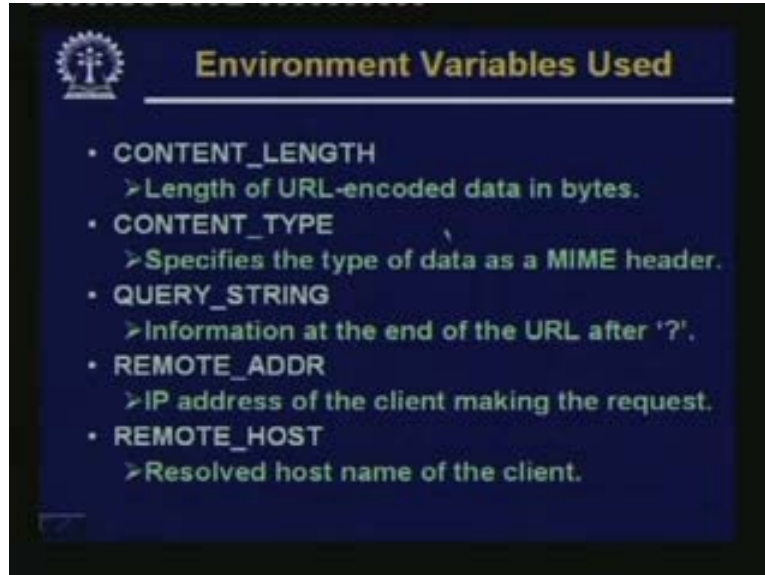 Environment Variables Used
• CONTENT_LENGTH
➢Length of URL-encoded data in bytes.
• CONTENT_TYPE
➢Specifies the type of data as a MIME header.
• QUERY_STRING
➢Information at the end of the URL after '?'.
• REMOTE_ADDR
➢IP address of the client making the request.
• REMOTE_HOST
➢Resolved host name of the client.